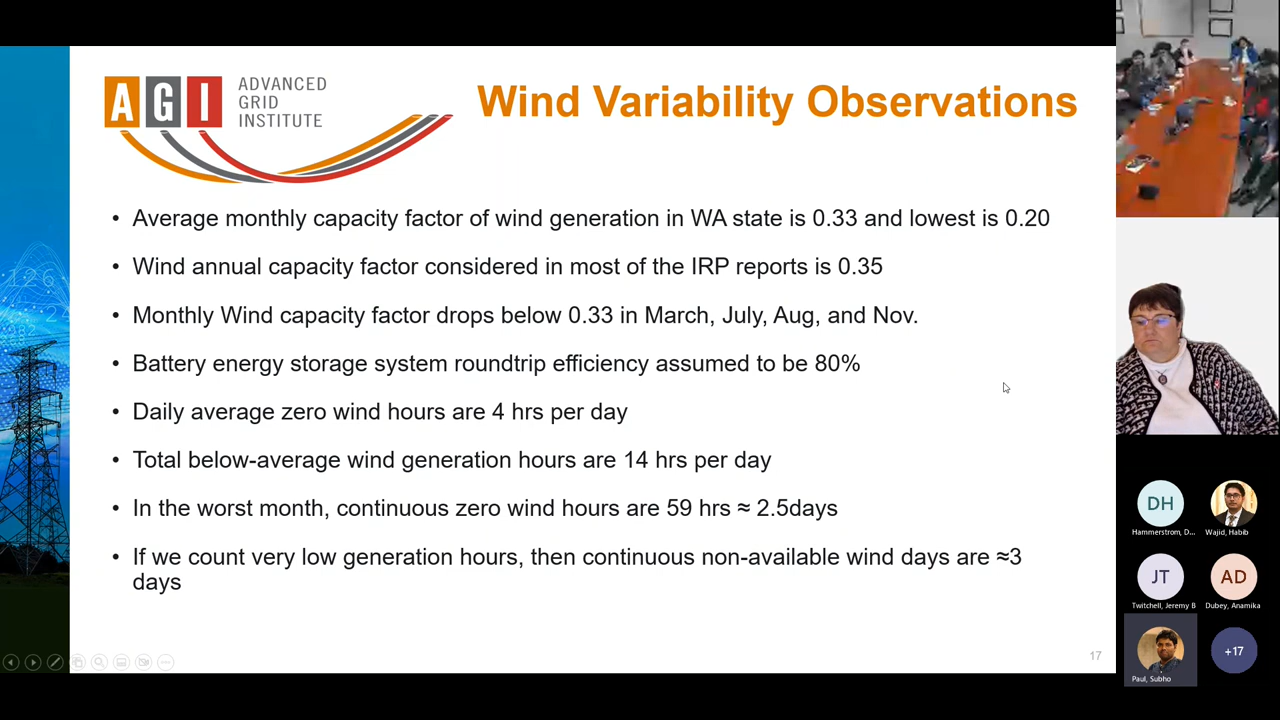 AGI
ADVANCED
GRID
INSTITUTE
Wind Variability Observations
• Average monthly capacity factor of wind generation in WA state is 0.33 and lowest is 0.20
• Wind annual capacity factor considered in most of the IRP reports is 0.35
• Monthly Wind capacity factor drops below 0.33 in March, July, Aug, and Nov.
• Battery energy storage system roundtrip efficiency assumed to be 80%
• Daily average zero wind hours are 4 hrs per day
• Total below-average wind generation hours are 14 hrs per day
• In the worst month, continuous zero wind hours are 59 hrs ≈ 2.5days
• If we count very low generation hours, then continuous non-available wind days are ≈3
days
17
DH
Hammerstrom, D...
Wajid, Habib
JT
Twitchell, Jeremy B
AD
Dubey, Anamika
Paul, Subho
+17